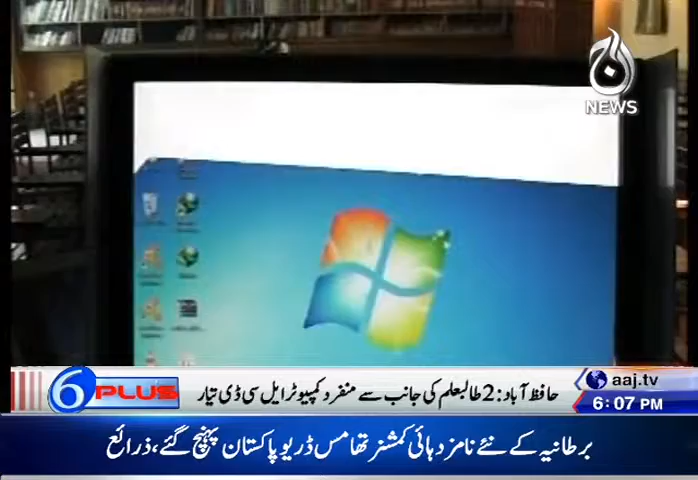 NEWS
6 PLUS
حافظ آباد: 2 طالبعلم کی جانب سے منفرد کمپیوٹر ایل سی ڈی تیار
aaj.tv
6:07 PM
برطانیہ کے نئے نامزد ہائی کمشنر تھامس ڈریو پاکستان پہنچ گئے، ذرائع